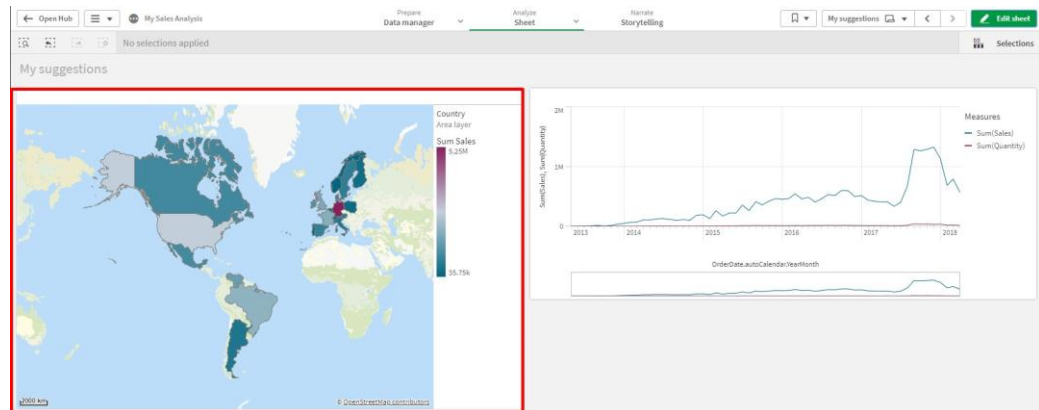 Open Hub
My Sales Analysis
Prepare
Data manager
Analyze
Sheet
Narrate
Storytelling
My suggestions
Edit sheet
No selections applied
Selections
My suggestions
Country
Area layer
Sum Sales
5.25M
35.75k
2000 km
© OpenStreetMap contributors
2M
1M
0
Sum(Sales), Sum(Quantity)
2013
2014
2015
2016
2017
2018
OrderDate.autoCalendar.YearMonth
Measures
Sum(Sales)
Sum(Quantity)